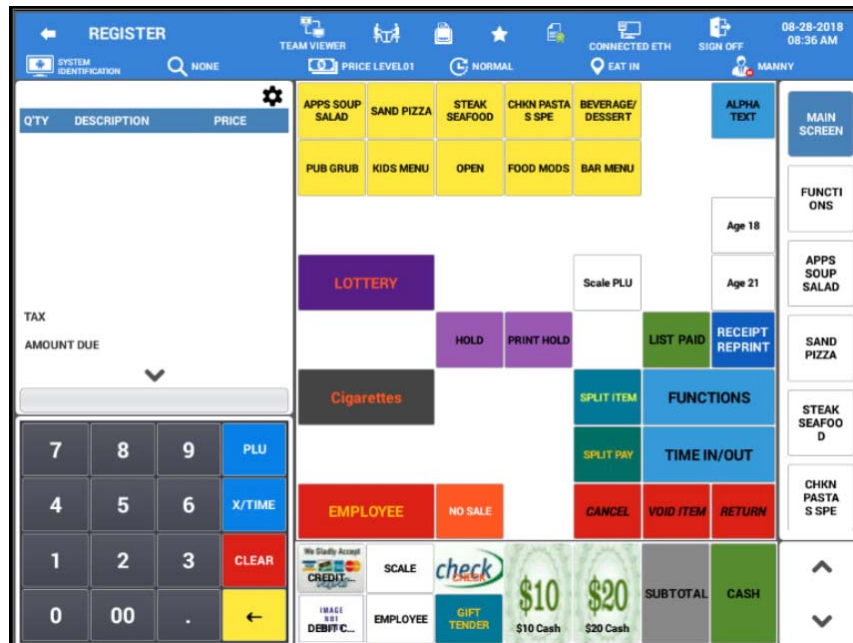 REGISTER
TEAM VIEWER
CONNECTED ETH
SIGN OFF
08-28-2018
08:36 AM
SYSTEM
IDENTIFICATION
NONE
PRICE LEVEL01
NORMAL
EAT IN
MANNY
Q'TY DESCRIPTION PRICE
TAX
AMOUNT DUE
7 8 9 PLU
4 5 6 X/TIME
1 2 3 CLEAR
0 00 .
APPS SOUP
SALAD
SAND PIZZA
STEAK
SEAFOOD
CHKN PASTA
S SPE
BEVERAGE/
DESSERT
ALPHA
TEXT
PUB GRUB
KIDS MENU
OPEN
FOOD MODS
BAR MENU
Age 18
LOTTERY
Scale PLU
Age 21
HOLD
PRINT HOLD
LIST PAID
RECEIPT
REPRINT
Cigarettes
SPLIT ITEM
FUNCTIONS
SPLIT PAY
TIME IN/OUT
EMPLOYEE
NO SALE
CANCEL
VOID ITEM
RETURN
We Gladly Accept
CREDIT-...
SCALE
check
CHECK
$10
$10 Cash
$20
$20 Cash
SUBTOTAL
CASH
IMAGE
NOT
DEBIT C...
EMPLOYEE
GIFT
TENDER
MAIN
SCREEN
FUNCTI
ONS
APPS
SOUP
SALAD
SAND
PIZZA
STEAK
SEAFOO
D
CHKN
PASTA
S SPE